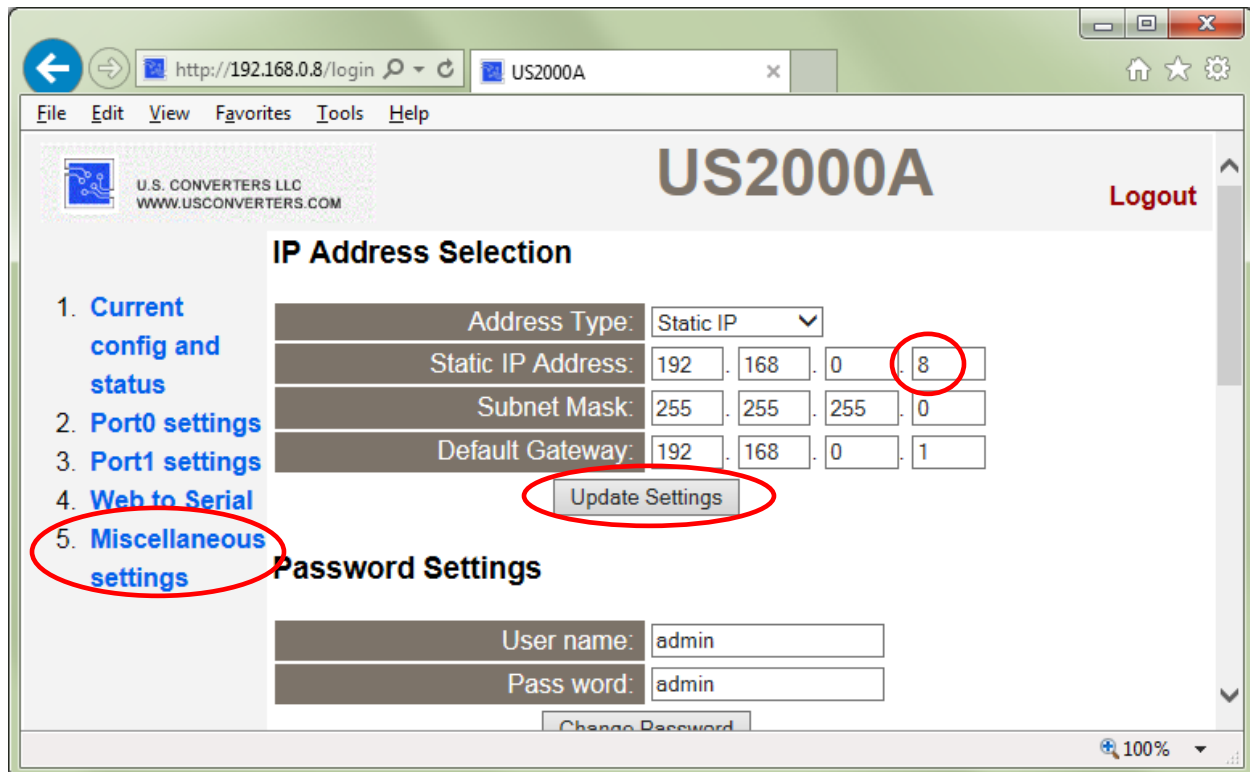 http://192.168.0.8/login
US2000A
File Edit View Favorites Tools Help
U.S. CONVERTERS LLC
WWW.USCONVERTERS.COM
US2000A
Logout
IP Address Selection
1. Current
config and
status
2. Port0 settings
3. Port1 settings
4. Web to Serial
5. Miscellaneous
settings
Address Type: Static IP
Static IP Address: 192 . 168 . 0 . 8
Subnet Mask: 255 . 255 . 255 . 0
Default Gateway: 192 . 168 . 0 . 1
Update Settings
Password Settings
User name: admin
Pass word: admin
Change Password
100%